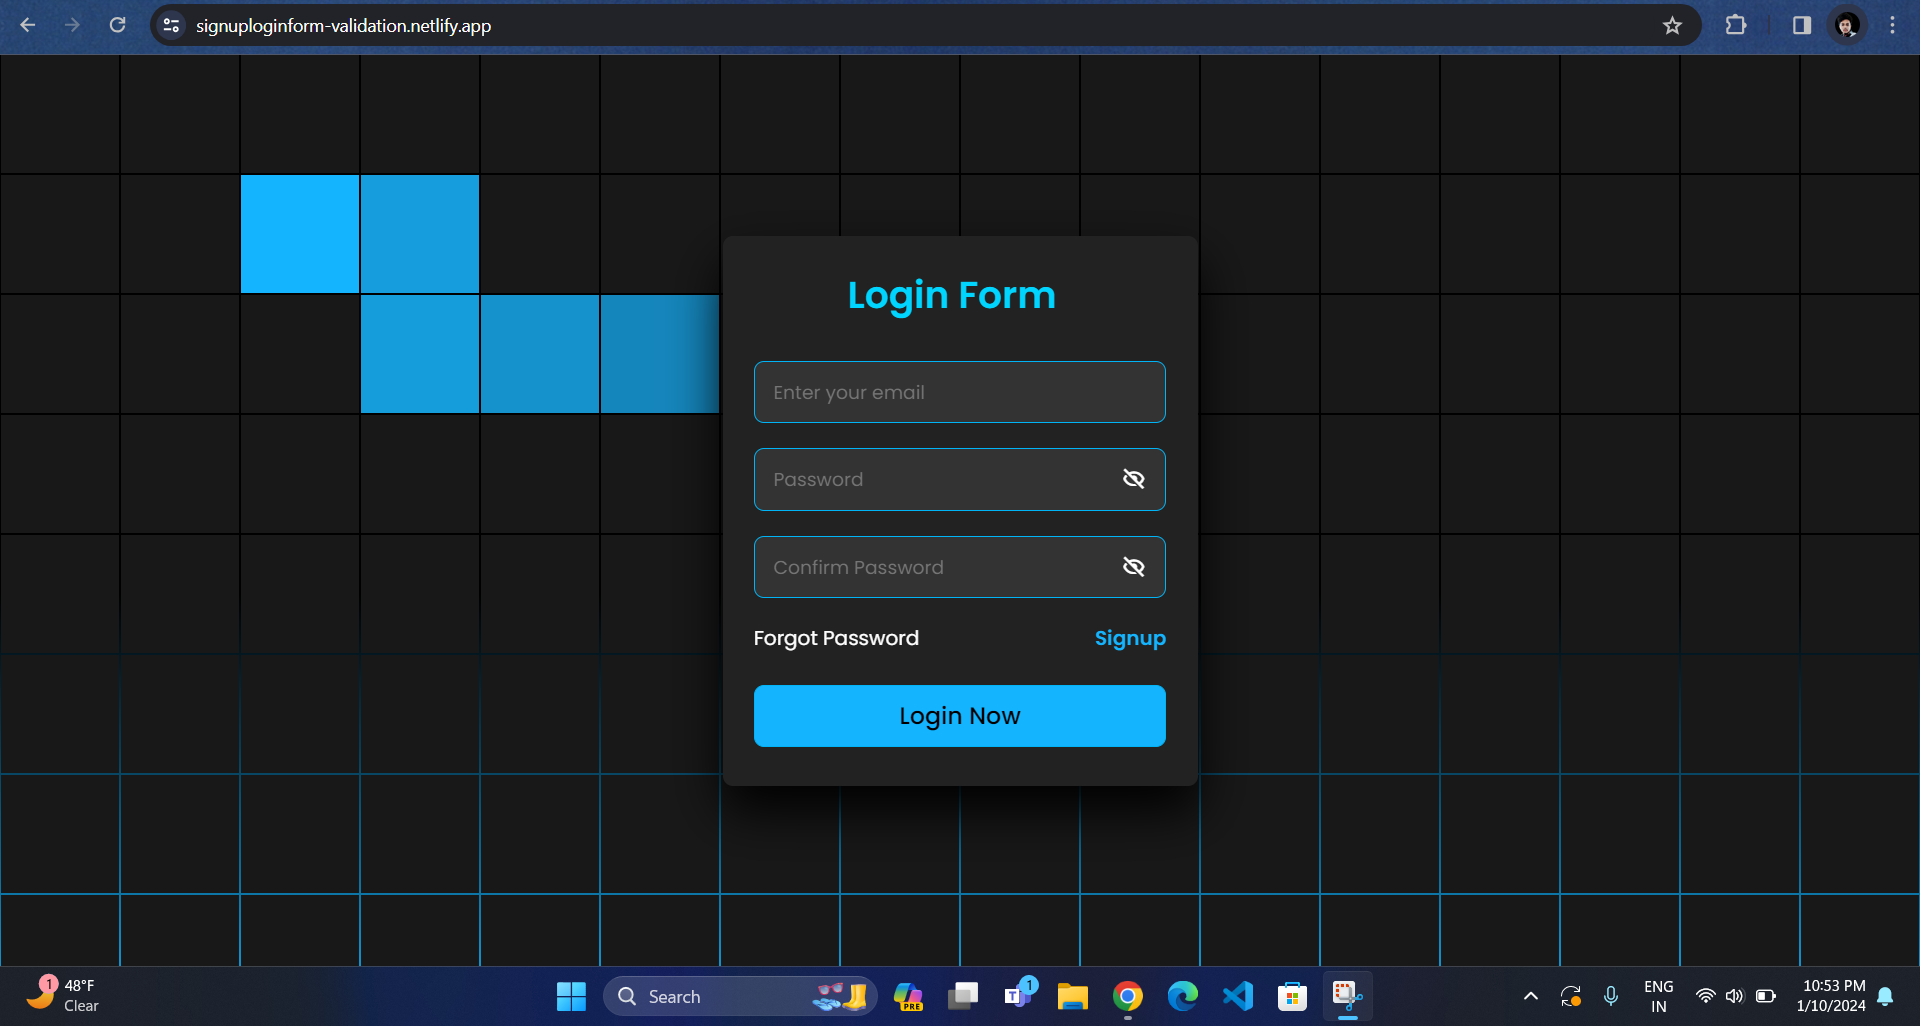 signuploginform-validation.netlify.app
Login Form
Enter your email
Password
Confirm Password
Forgot Password
Signup
Login Now
1
48°F
Clear
Search
PRE
T
1
ENG
IN
10:53 PM
1/10/2024